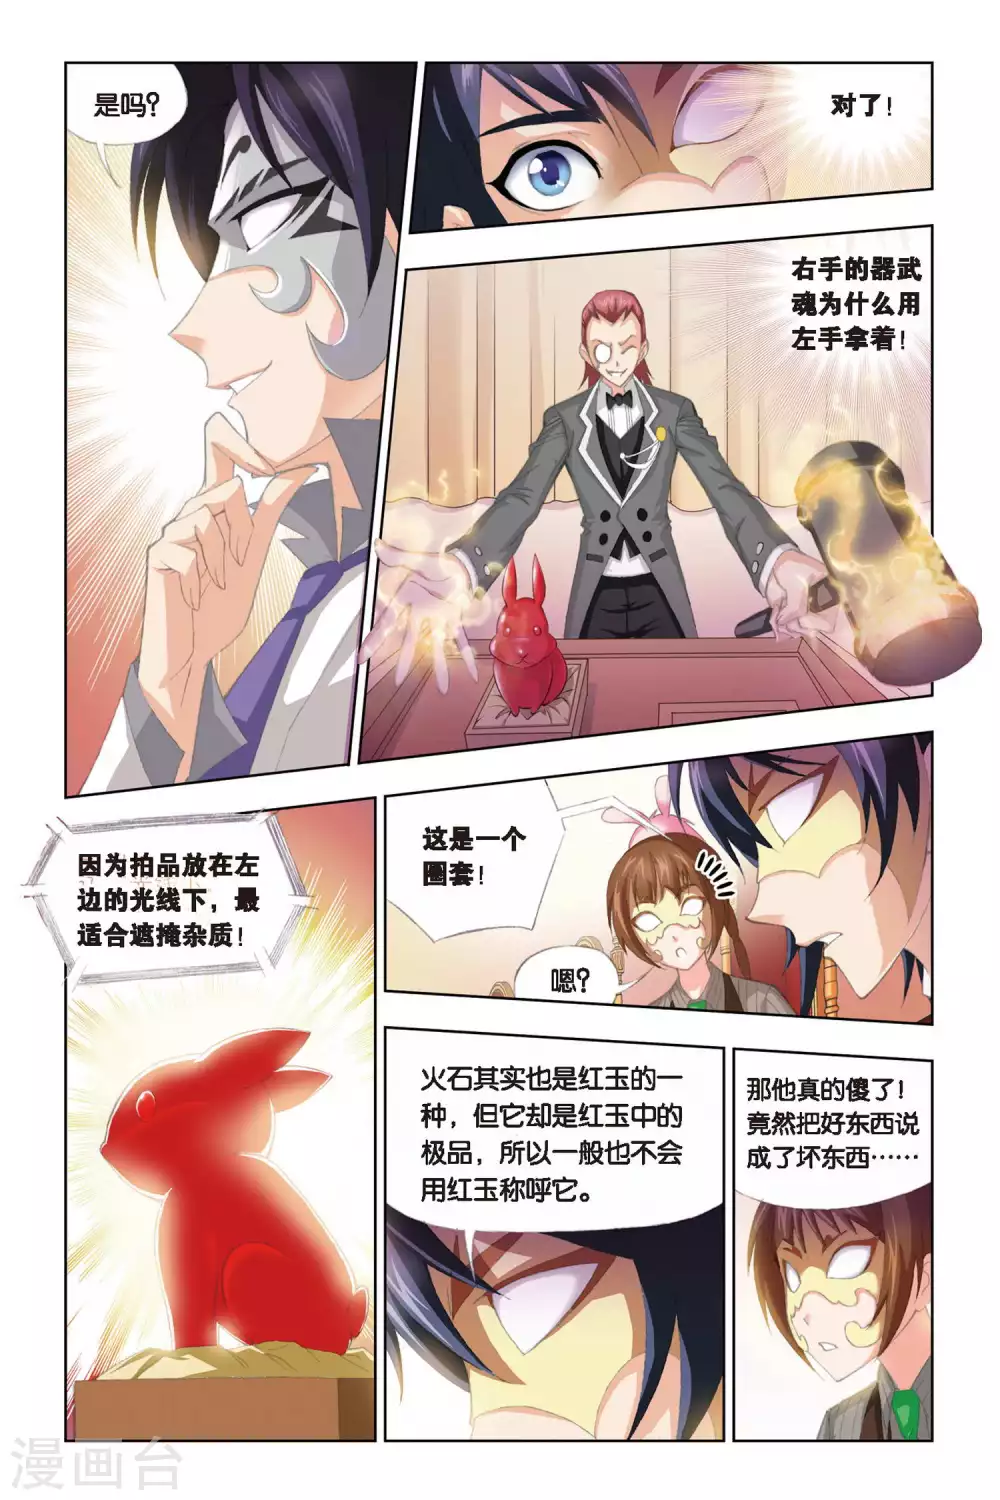 是吗？
对了！
右手的器武
魂为什么用
左手拿着！
因为拍品放在左
边的光线下，最
适合遮掩杂质！
这是一个
圈套！
嗯？
火石其实也是红玉的一
种，但它却是红玉中的
极品，所以一般也不会
用红玉称呼它。
那他真的傻了！
竟然把好东西说
成了坏东西……
漫画台